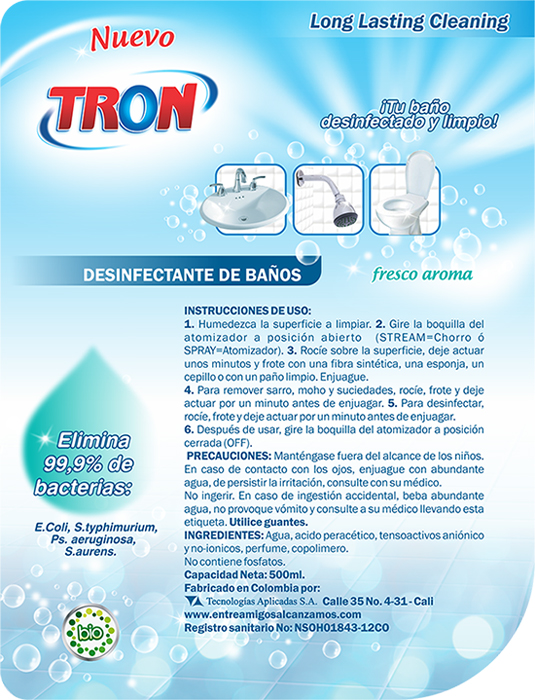 Nuevo
Long Lasting Cleaning
TRON
¡Tu baño
desinfectado y limpio!
DESINFECTANTE DE BAÑOS
fresco aroma
INSTRUCCIONES DE USO:
1. Humedezca la superficie a limpiar. 2. Gire la boquilla del
atomizador a posición abierto (STREAM=Chorro ó
SPRAY=Atomizador). 3. Rocíe sobre la superficie, deje actuar
unos minutos y frote con una fibra sintética, una esponja, un
cepillo o con un paño limpio. Enjuague.
4. Para remover sarro, moho y suciedades, rocíe, frote y deje
actuar por un minuto antes de enjuagar. 5. Para desinfectar,
rocíe, frote y deje actuar por un minuto antes de enjuagar.
6. Después de usar, gire la boquilla del atomizador a posición
cerrada (OFF).
PRECAUCIONES: Manténgase fuera del alcance de los niños.
En caso de contacto con los ojos, enjuague con abundante
agua, de persistir la irritación, consulte con su médico.
No ingerir. En caso de ingestión accidental, beba abundante
agua, no provoque vómito y consulte a su médico llevando esta
etiqueta. Utilice guantes.
INGREDIENTES: Agua, acido peracético, tensoactivos aniónico
y no-ionicos, perfume, copolimero.
No contiene fosfatos.
Capacidad Neta: 500ml.
Fabricado en Colombia por:
Tecnologías Aplicadas S.A. Calle 35 No. 4-31 - Cali
www.entreamigosalcanzamos.com
Registro sanitario No: NSOH01843-12CO
Elimina
99,9% de
bacterias:
E.Coli, S.typhimurium,
Ps. aeruginosa,
S.aurens.
bio